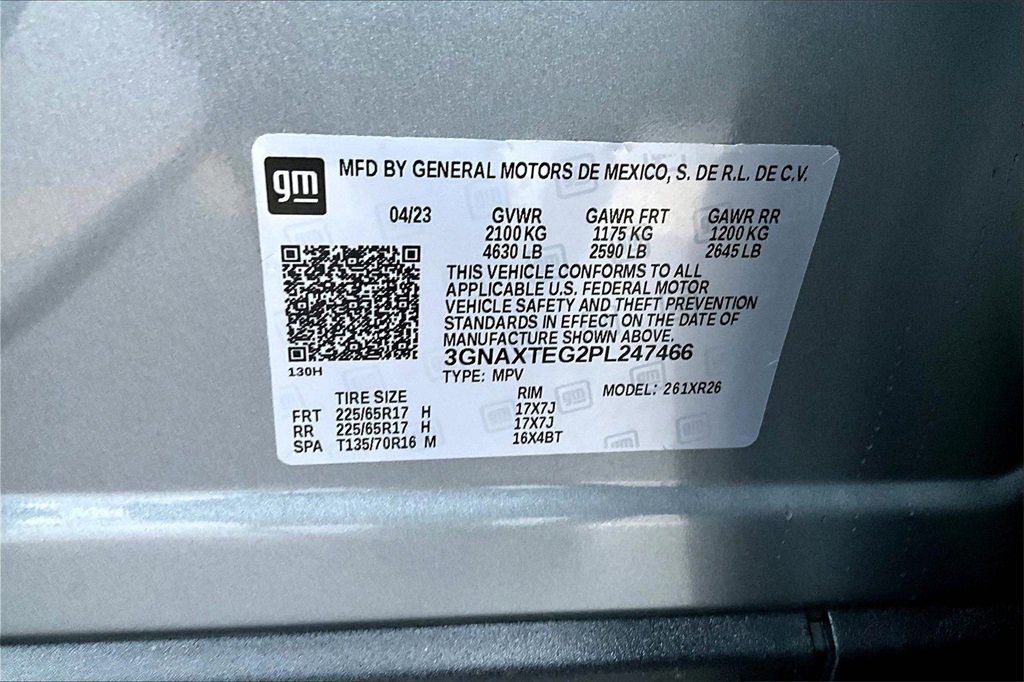 gm
MFD BY GENERAL MOTORS DE MEXICO, S. DE R.L. DE C.V.
04/23 GVWR GAWR FRT GAWR RR
2100 KG 1175 KG 1200 KG
4630 LB 2590 LB 2645 LB
THIS VEHICLE CONFORMS TO ALL
APPLICABLE U.S. FEDERAL MOTOR
VEHICLE SAFETY AND THEFT PREVENTION
STANDARDS IN EFFECT ON THE DATE OF
MANUFACTURE SHOWN ABOVE.
3GNAXTEG2PL247466
130H
TYPE: MPV
TIRE SIZE RIM MODEL: 261XR26
FRT 225/65R17 H 17X7J
RR 225/65R17 H 17X7J
SPA T135/70R16 M 16X4BT